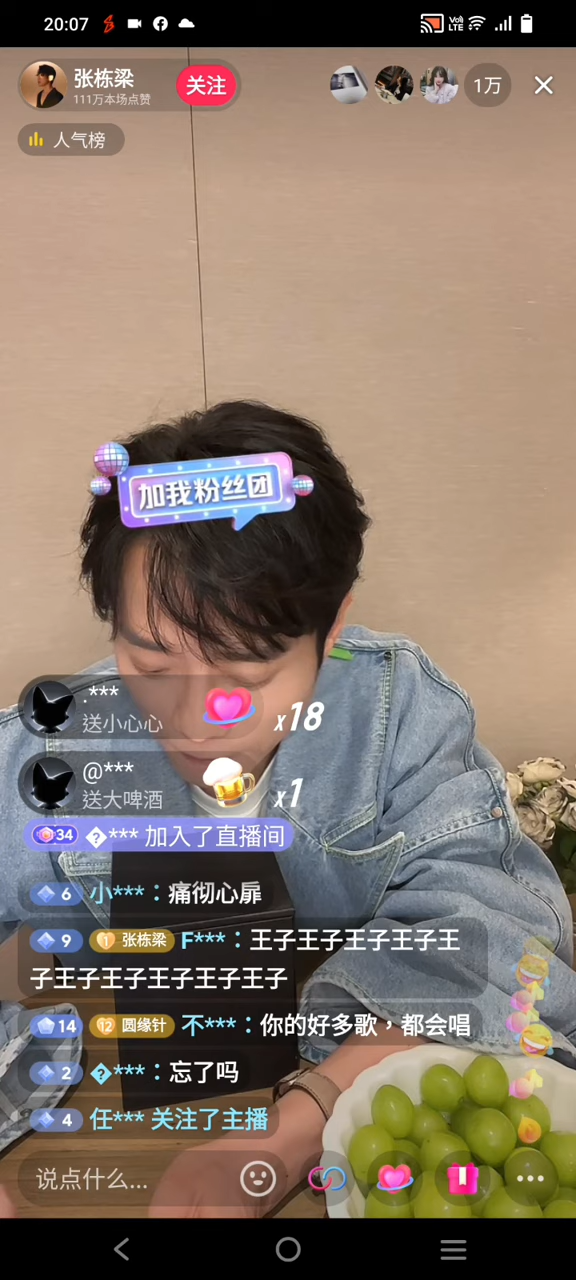 20:07
Vo))
LTE
张栋梁
111万本场点赞
关注
1万
人气榜
加我粉丝团
.***
送小心心
x18
@***
送大啤酒
x1
34 �*** 加入了直播间
6 小***：痛彻心扉
9 1 张栋梁 F***：王子王子王子王子王
子王子王子王子王子王子
14 12 圆缘针 不***：你的好多歌，都会唱
2 �***：忘了吗
4 任*** 关注了主播
说点什么...